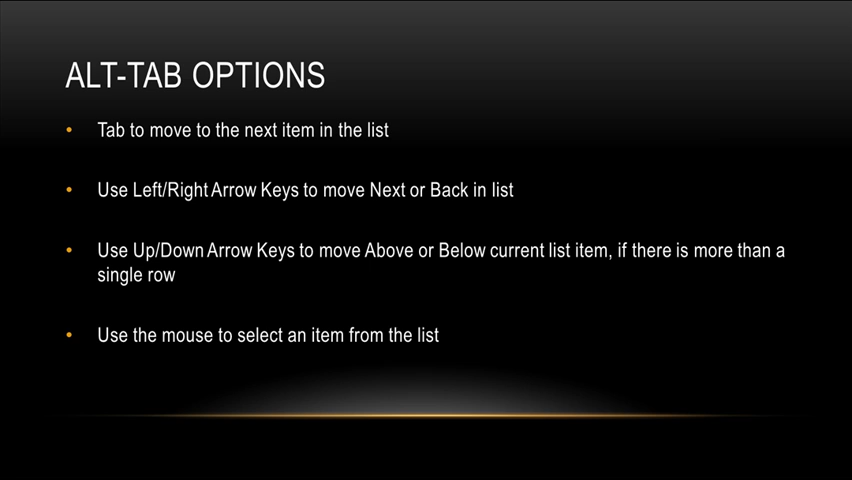 ALT-TAB OPTIONS
• Tab to move to the next item in the list
• Use Left/Right Arrow Keys to move Next or Back in list
• Use Up/Down Arrow Keys to move Above or Below current list item, if there is more than a
single row
• Use the mouse to select an item from the list